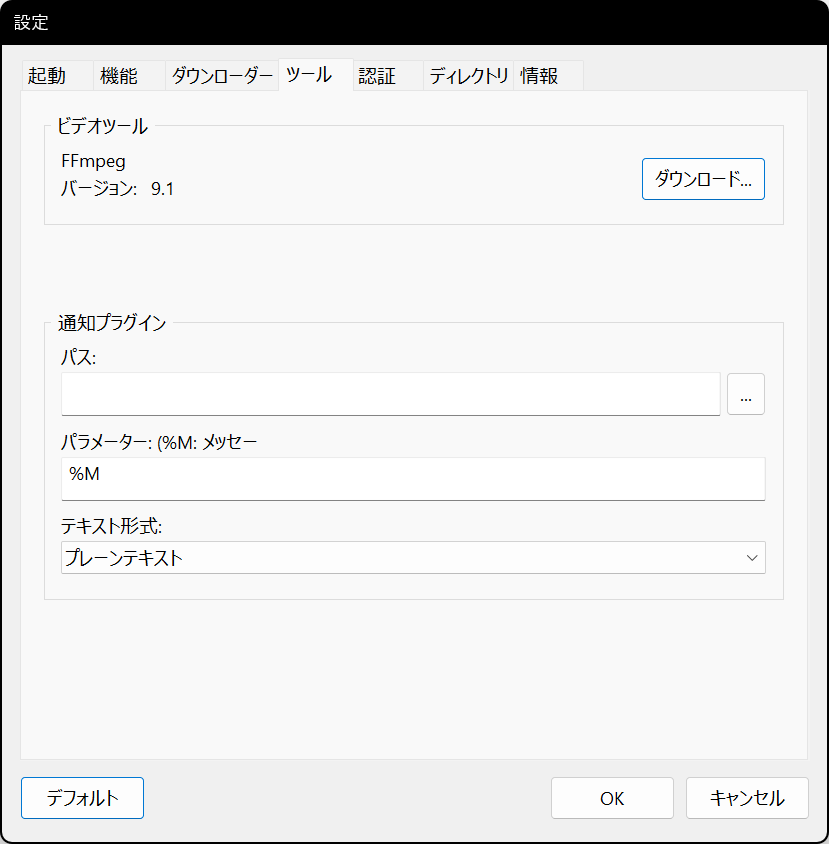 設定
起動 機能 ダウンローダー ツール 認証 ディレクトリ 情報
ビデオツール
FFmpeg
バージョン: 9.1
ダウンロード...
通知プラグイン
パス:
...
パラメーター: (%M: メッセー
%M
テキスト形式:
プレーンテキスト
デフォルト OK キャンセル